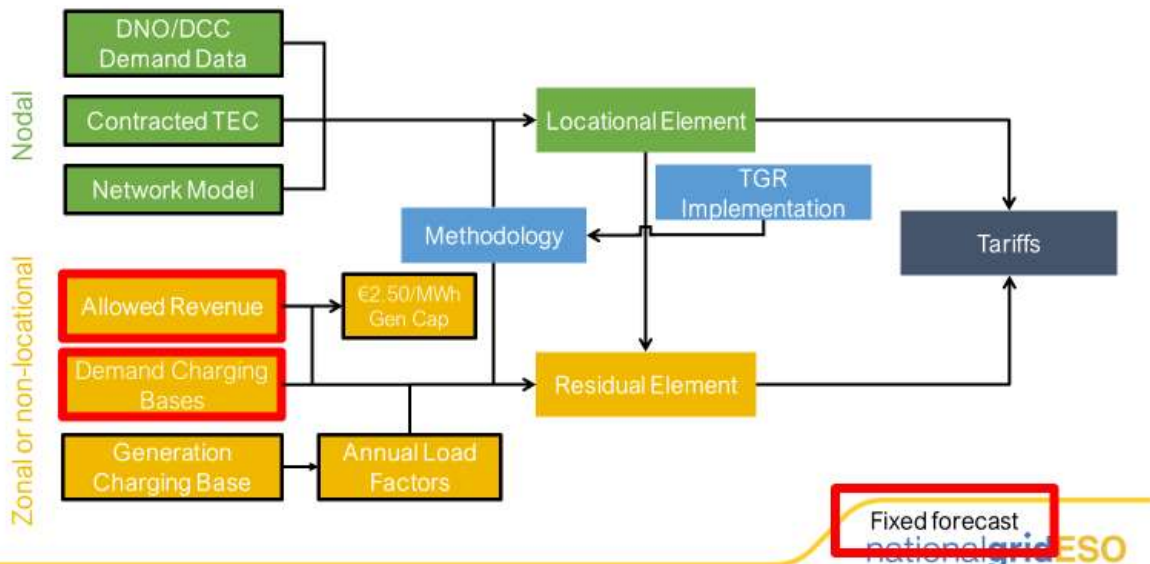 Nodal
DNO/DCC
Demand Data
Contracted TEC
Network Model
Locational Element
TGR
Implementation
Methodology
Tariffs
Zonal or non-locational
Allowed Revenue
€2.50/MWh
Gen Cap
Demand Charging
Bases
Residual Element
Generation
Charging Base
Annual Load
Factors
Fixed forecast
nationalgridESO